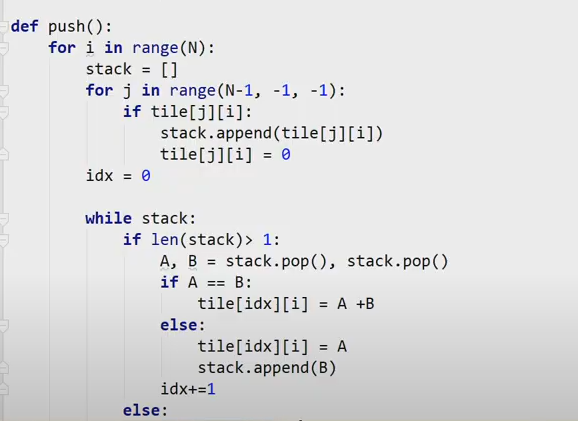 def push():
    for i in range(N):
        stack = []
        for j in range(N-1, -1, -1):
            if tile[j][i]:
                stack.append(tile[j][i])
                tile[j][i] = 0
        idx = 0

        while stack:
            if len(stack)> 1:
                A, B = stack.pop(), stack.pop()
                if A == B:
                    tile[idx][i] = A +B
                else:
                    tile[idx][i] = A
                    stack.append(B)
                idx+=1
            else: